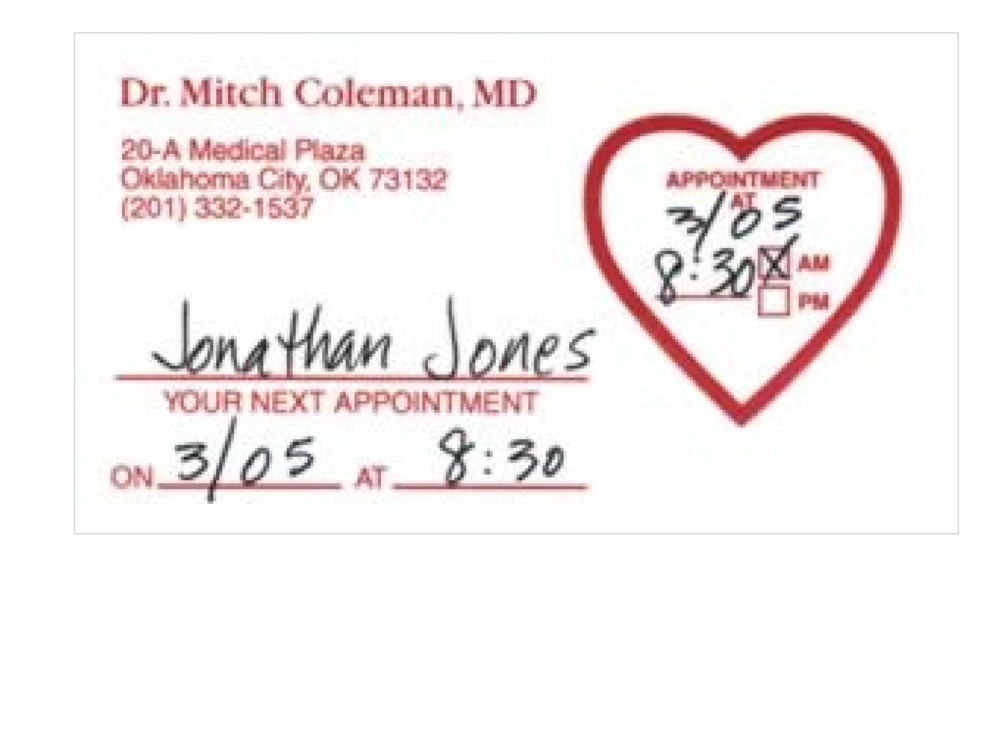 Dr. Mitch Coleman, MD
20-A Medical Plaza
Oklahoma City, OK 73132
(201) 332-1537
APPOINTMENT
AT
3/05
8:30 AM
PM
Jonathan Jones
YOUR NEXT APPOINTMENT
ON 3/05 AT 8:30